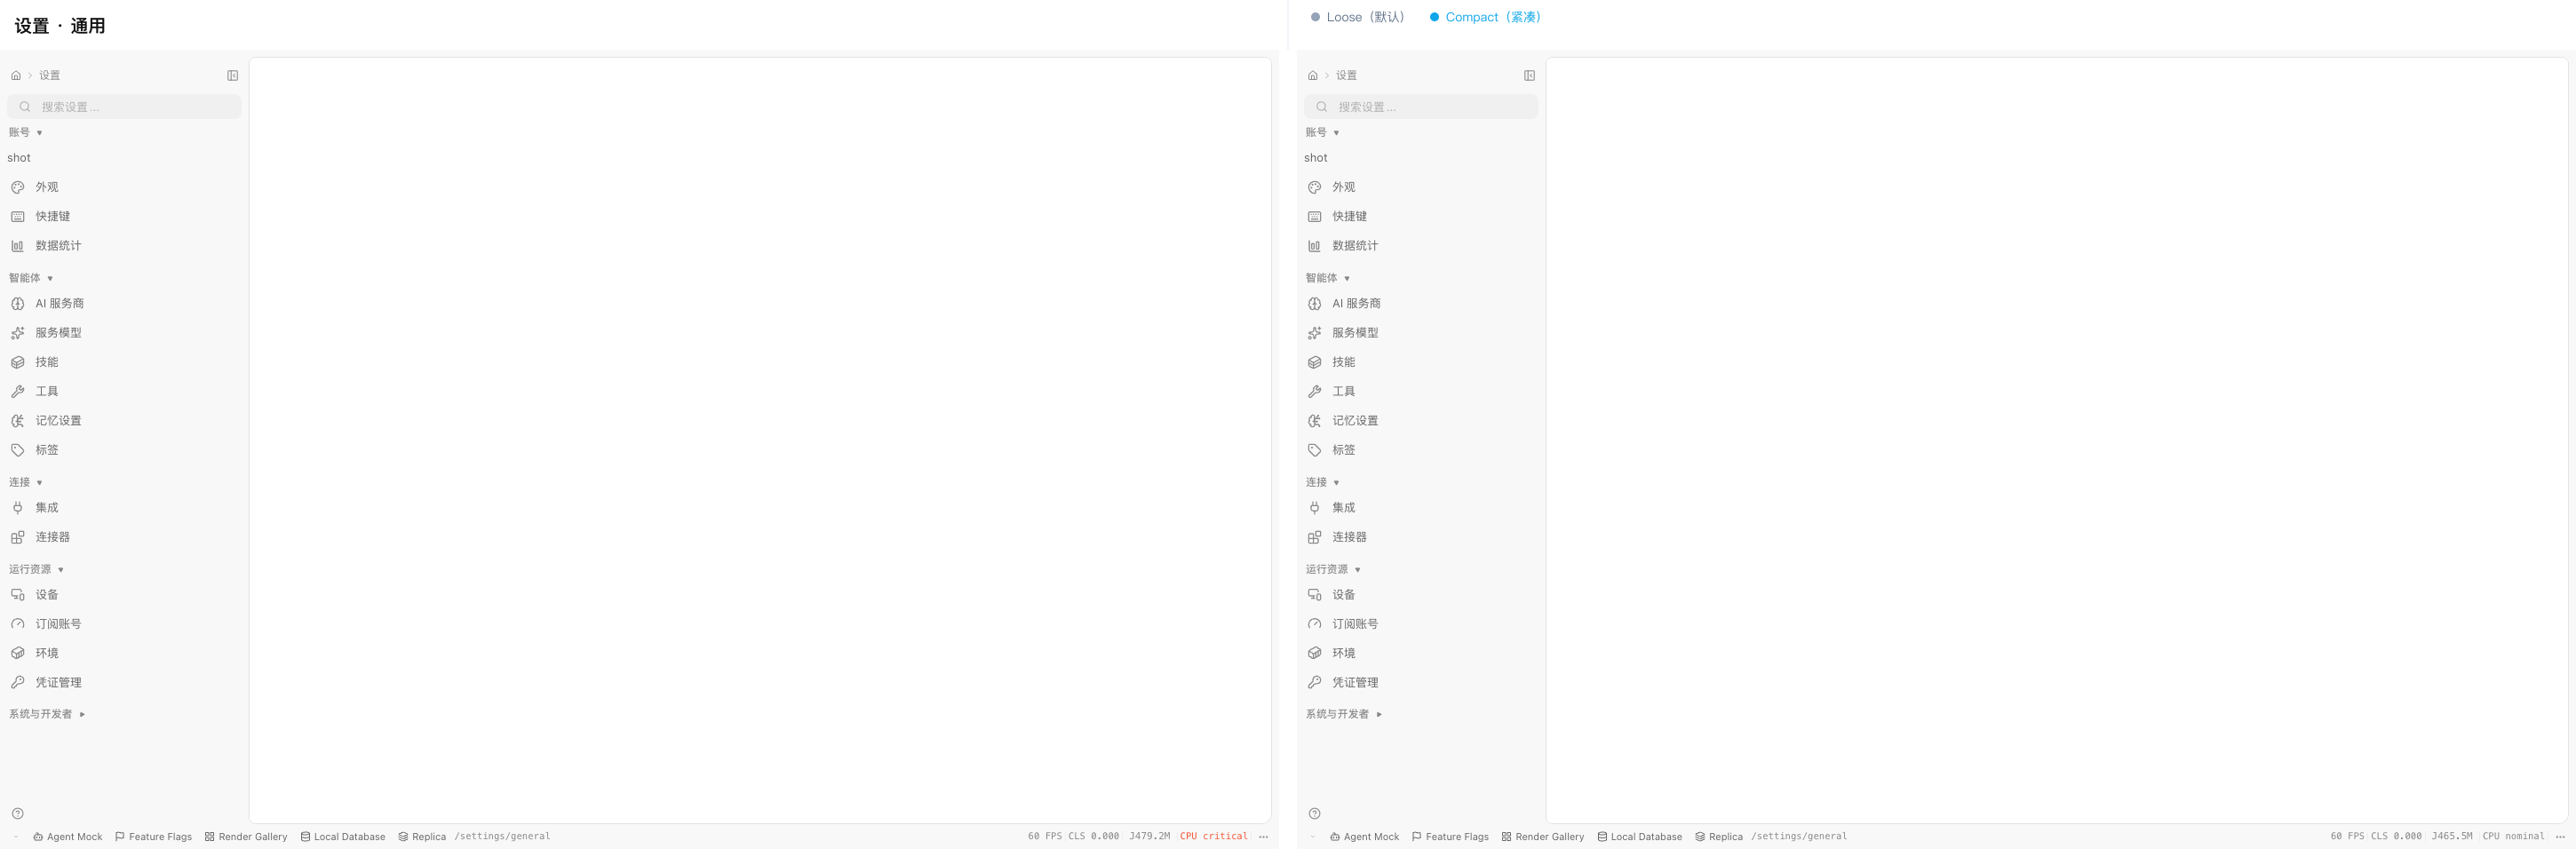 设置 · 通用
Loose（默认） Compact（紧凑）
设置
搜索设置...
账号
shot
外观
快捷键
数据统计
智能体
AI 服务商
服务模型
技能
工具
记忆设置
标签
连接
集成
连接器
运行资源
设备
订阅账号
环境
凭证管理
系统与开发者
Agent Mock Feature Flags Render Gallery Local Database Replica /settings/general 60 FPS CLS 0.000 J479.2M CPU critical
设置
搜索设置...
账号
shot
外观
快捷键
数据统计
智能体
AI 服务商
服务模型
技能
工具
记忆设置
标签
连接
集成
连接器
运行资源
设备
订阅账号
环境
凭证管理
系统与开发者
Agent Mock Feature Flags Render Gallery Local Database Replica /settings/general 60 FPS CLS 0.000 J465.5M CPU nominal